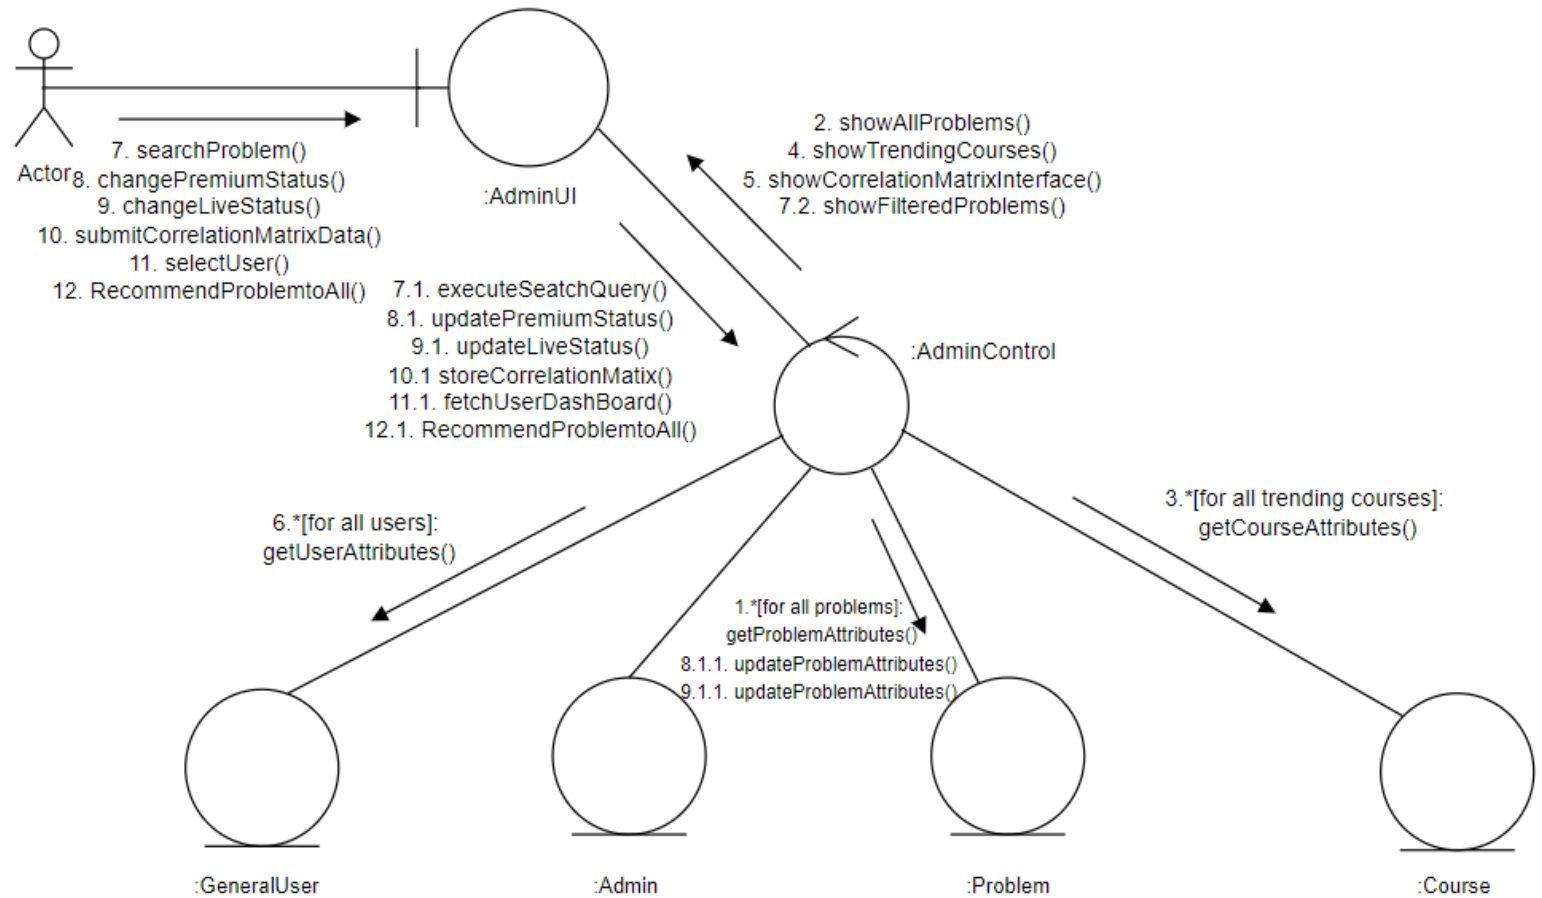 Actor
7. searchProblem()
8. changePremiumStatus()
9. changeLiveStatus()
10. submitCorrelationMatrixData()
11. selectUser()
12. RecommendProblemtoAll()
:AdminUI
2. showAllProblems()
4. showTrendingCourses()
5. showCorrelationMatrixInterface()
7.2. showFilteredProblems()
7.1. executeSeatchQuery()
8.1. updatePremiumStatus()
9.1. updateLiveStatus()
10.1 storeCorrelationMatix()
11.1. fetchUserDashBoard()
12.1. RecommendProblemtoAll()
:AdminControl
6.*[for all users]:
getUserAttributes()
1.*[for all problems]:
getProblemAttributes()
8.1.1. updateProblemAttributes()
9.1.1. updateProblemAttributes()
3.*[for all trending courses]:
getCourseAttributes()
:GeneralUser
:Admin
:Problem
:Course